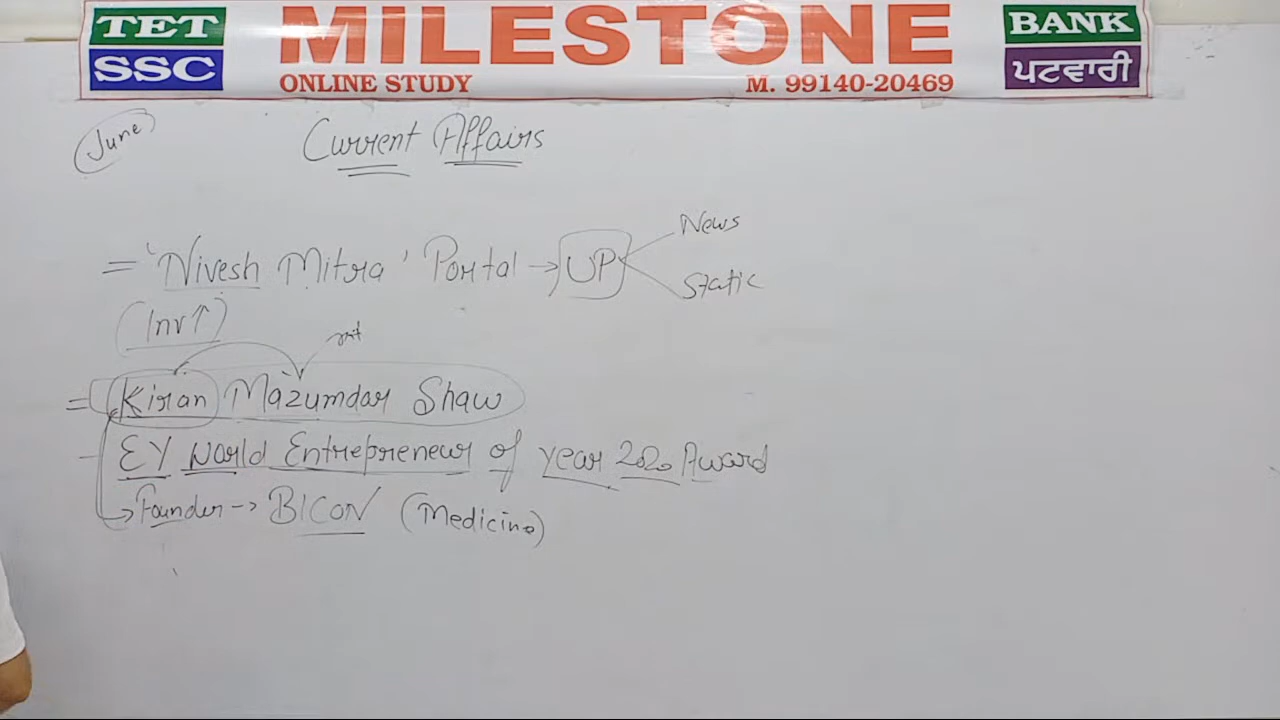 TET
SSC
MILESTONE
ONLINE STUDY M. 99140-20469
BANK
ਪਟਵਾਰੀ
June
Current Affairs
= 'Nivesh Mitra' Portal → UP
News
Static
(Inv↑)
= Kiran Mazumdar Shaw
- EY World Entrepreneur of year 2020 Award
→ Founder → BICON (Medicine)